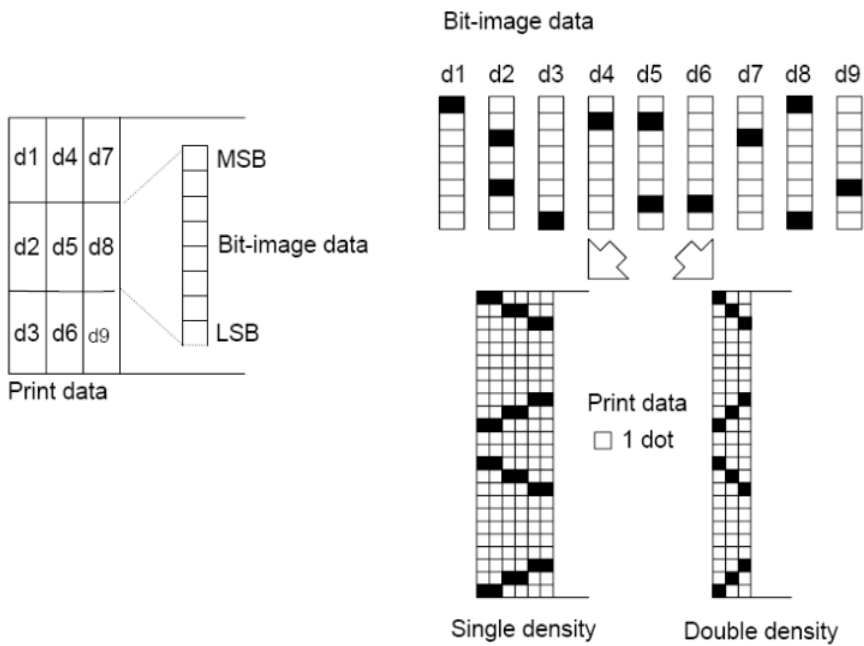 Bit-image data
d1 d2 d3 d4 d5 d6 d7 d8 d9
d1 d4 d7
MSB
d2 d5 d8
Bit-image data
d3 d6 d9
LSB
Print data
Print data
1 dot
Single density
Double density